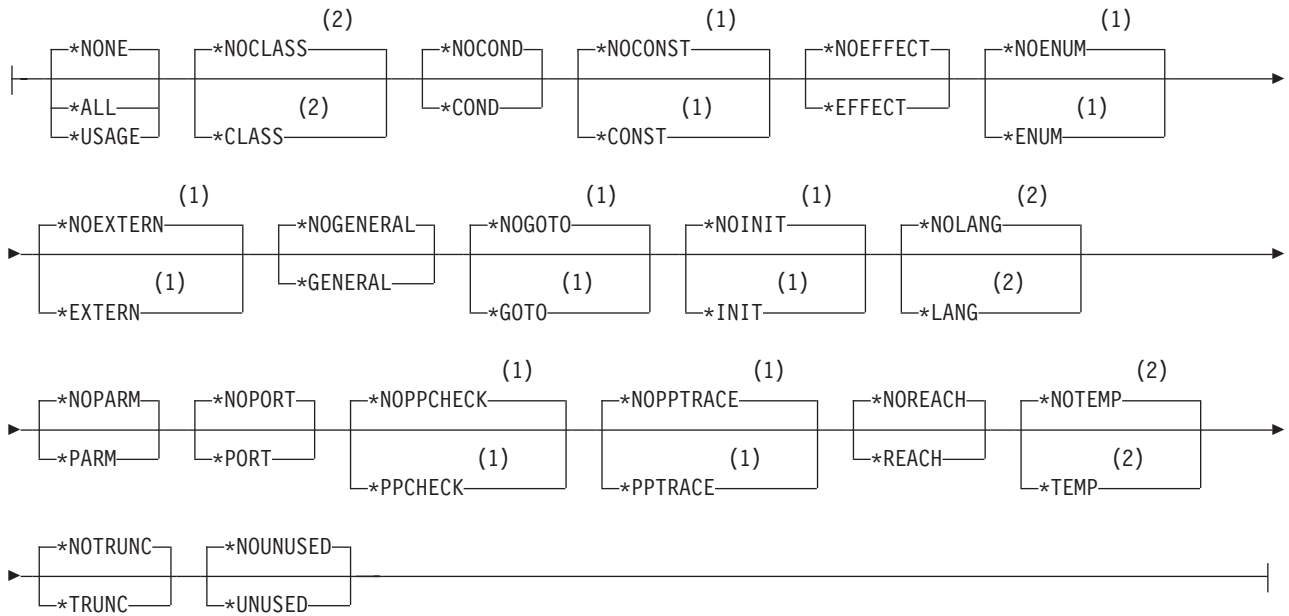 (2) (1) (1)
*NONE *NOCLASS *NOCOND *NOCONST *NOEFFECT *NOENUM
*ALL (2) *COND (1) *EFFECT (1)
*USAGE *CLASS *CONST *ENUM
(1) (1) (1) (2)
*NOEXTERN *NOGENERAL *NOGOTO *NOINIT *NOLANG
(1) *GENERAL (1) (1) (2)
*EXTERN *GOTO *INIT *LANG
(1) (1) (2)
*NOPARM *NOPORT *NOPPCHECK *NOPPTRACE *NOREACH *NOTEMP
*PARM *PORT (1) (1) *REACH (2)
*PPCHECK *PPTRACE *TEMP
*NOTRUNC *NOUNUSED
*TRUNC *UNUSED